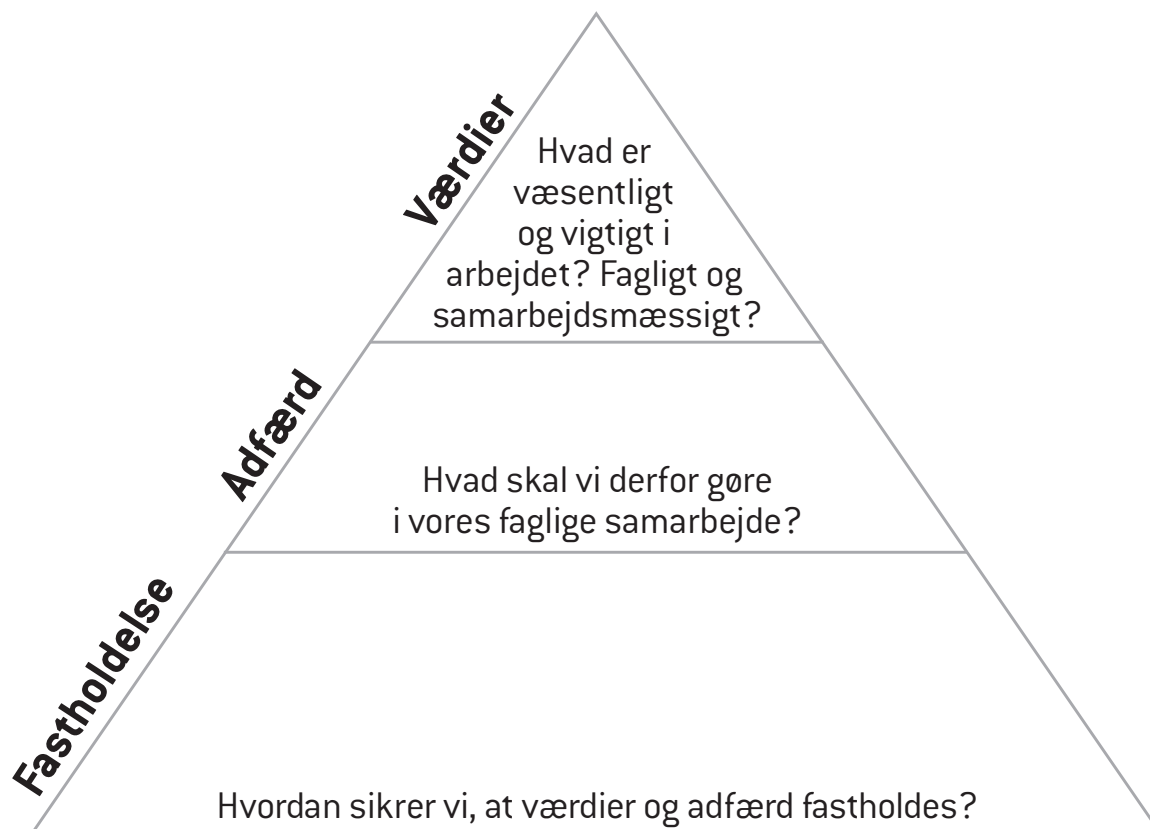 Værdier
Hvad er
væsentligt
og vigtigt i
arbejdet? Fagligt og
samarbejdsmæssigt?
Adfærd
Hvad skal vi derfor gøre
i vores faglige samarbejde?
Fastholdelse
Hvordan sikrer vi, at værdier og adfærd fastholdes?